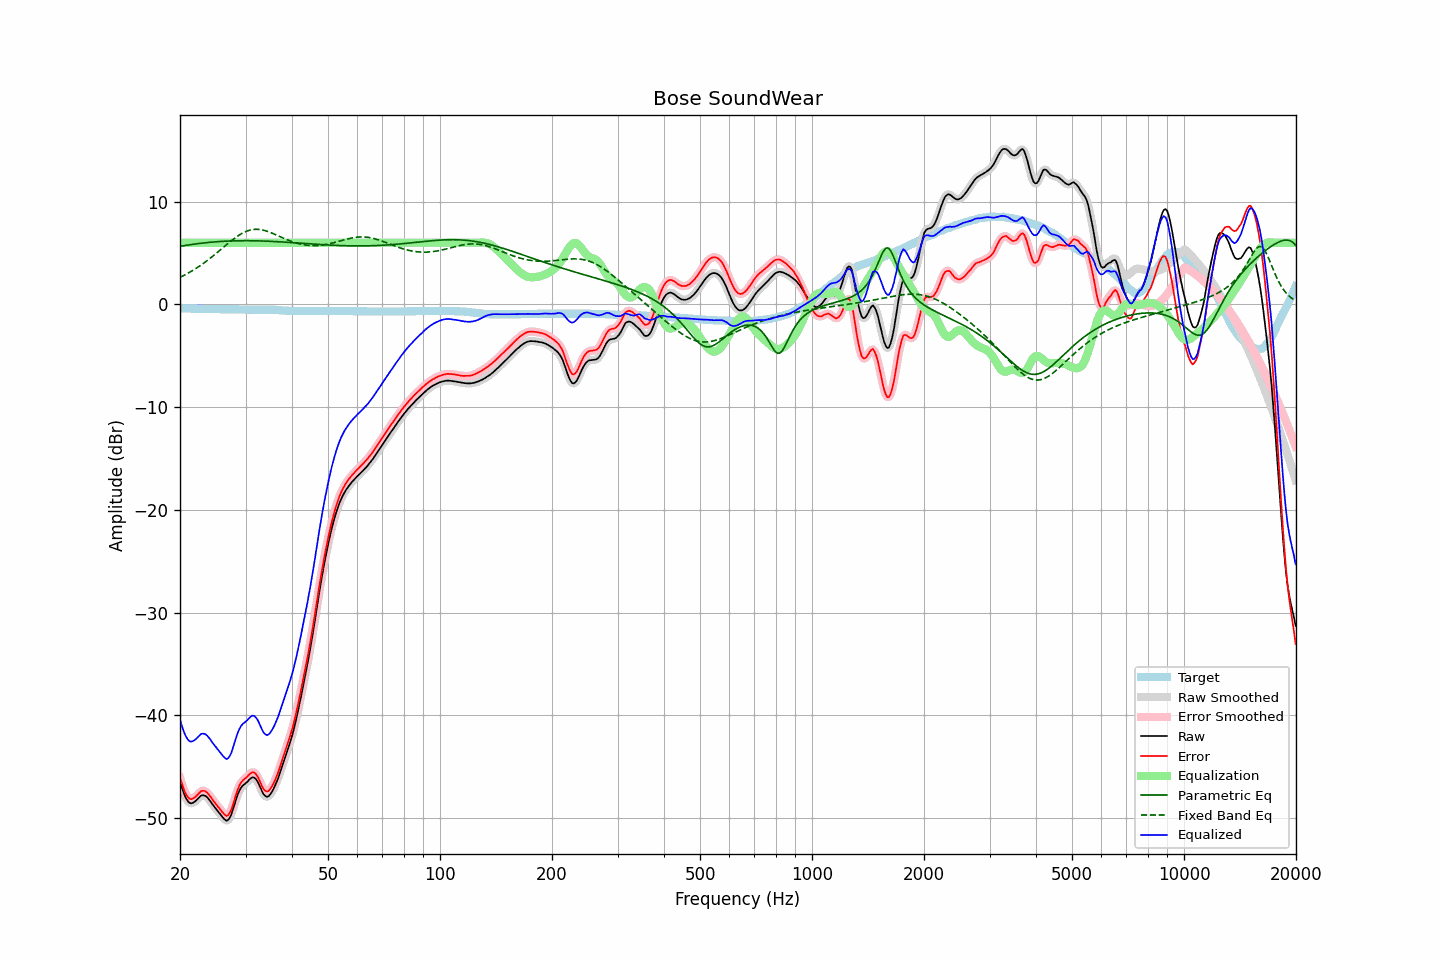 Bose SoundWear
Amplitude (dBr)
10
0
−10
−20
−30
−40
−50
20
50
100
200
500
1000
2000
5000
10000
20000
Frequency (Hz)
Target
Raw Smoothed
Error Smoothed
Raw
Error
Equalization
Parametric Eq
Fixed Band Eq
Equalized